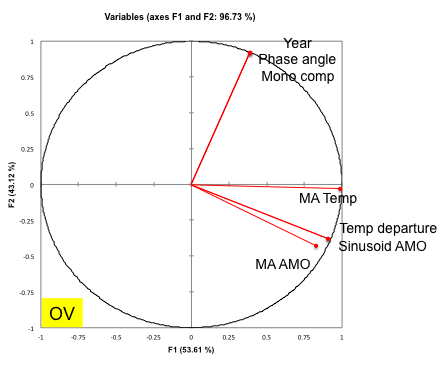 Variables (axes F1 and F2: 96.73 %)
Year
Phase angle
Mono comp
MA Temp
Temp departure
Sinusoid AMO
MA AMO
OV
F2 (43.12 %)
1
0.75
0.5
0.25
0
-0.25
-0.5
-0.75
-1
-1
-0.75
-0.5
-0.25
0
0.25
0.5
0.75
1
F1 (53.61 %)